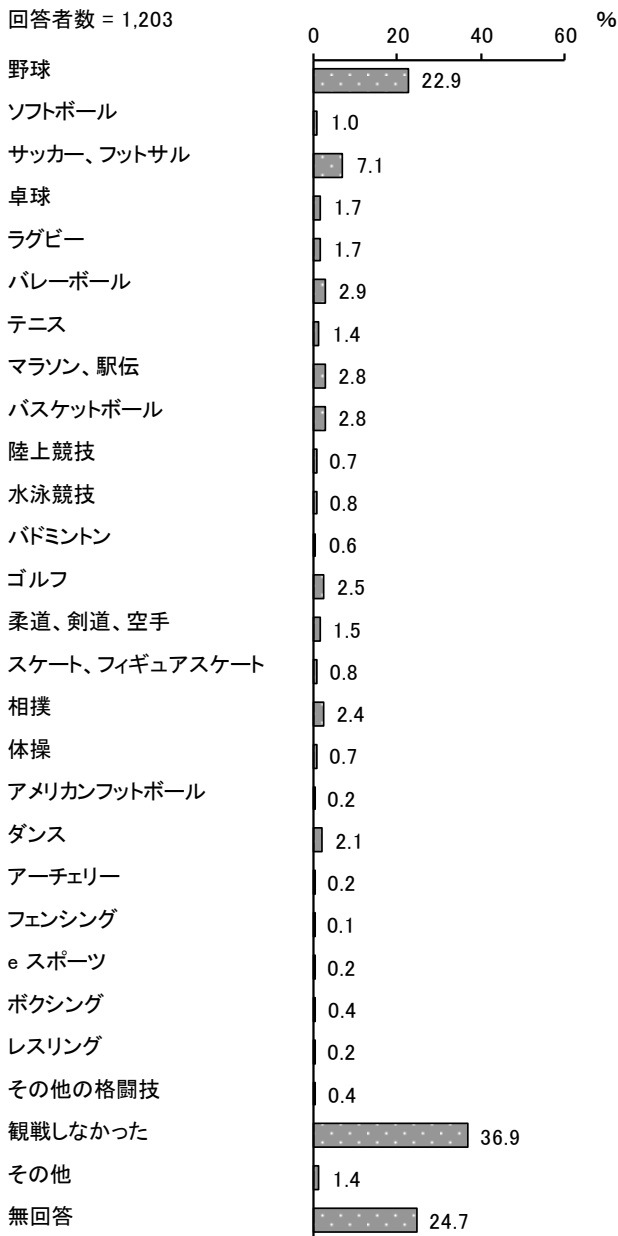 回答者数 = 1,203
0 20 40 60 %
野球 22.9
ソフトボール 1.0
サッカー、フットサル 7.1
卓球 1.7
ラグビー 1.7
バレーボール 2.9
テニス 1.4
マラソン、駅伝 2.8
バスケットボール 2.8
陸上競技 0.7
水泳競技 0.8
バドミントン 0.6
ゴルフ 2.5
柔道、剣道、空手 1.5
スケート、フィギュアスケート 0.8
相撲 2.4
体操 0.7
アメリカンフットボール 0.2
ダンス 2.1
アーチェリー 0.2
フェンシング 0.1
e スポーツ 0.2
ボクシング 0.4
レスリング 0.2
その他の格闘技 0.4
観戦しなかった 36.9
その他 1.4
無回答 24.7